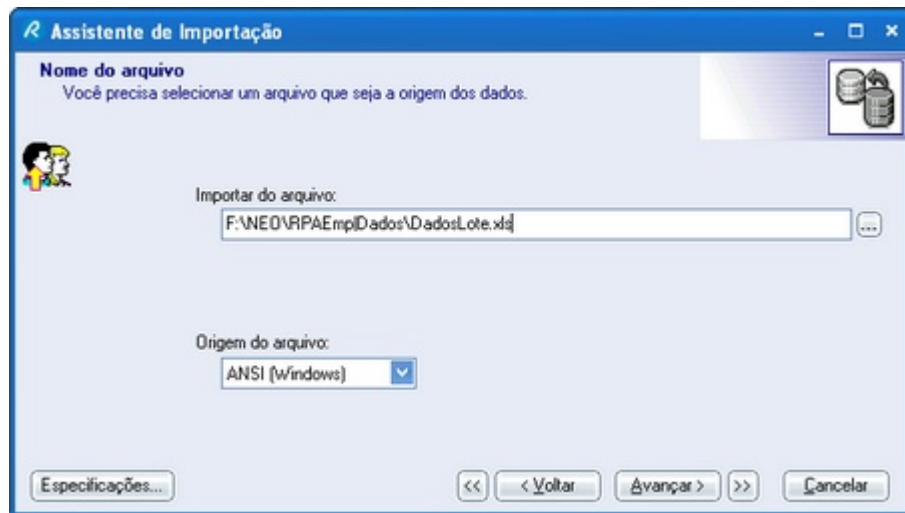 Assistente de Importação
Nome do arquivo
Você precisa selecionar um arquivo que seja a origem dos dados.
Importar do arquivo:
F:\NEO\RPAEmp\Dados\DadosLote.xls
...
Origem do arquivo:
ANSI (Windows)
Especificações...
<<
< Voltar
Avançar >
>>
Cancelar